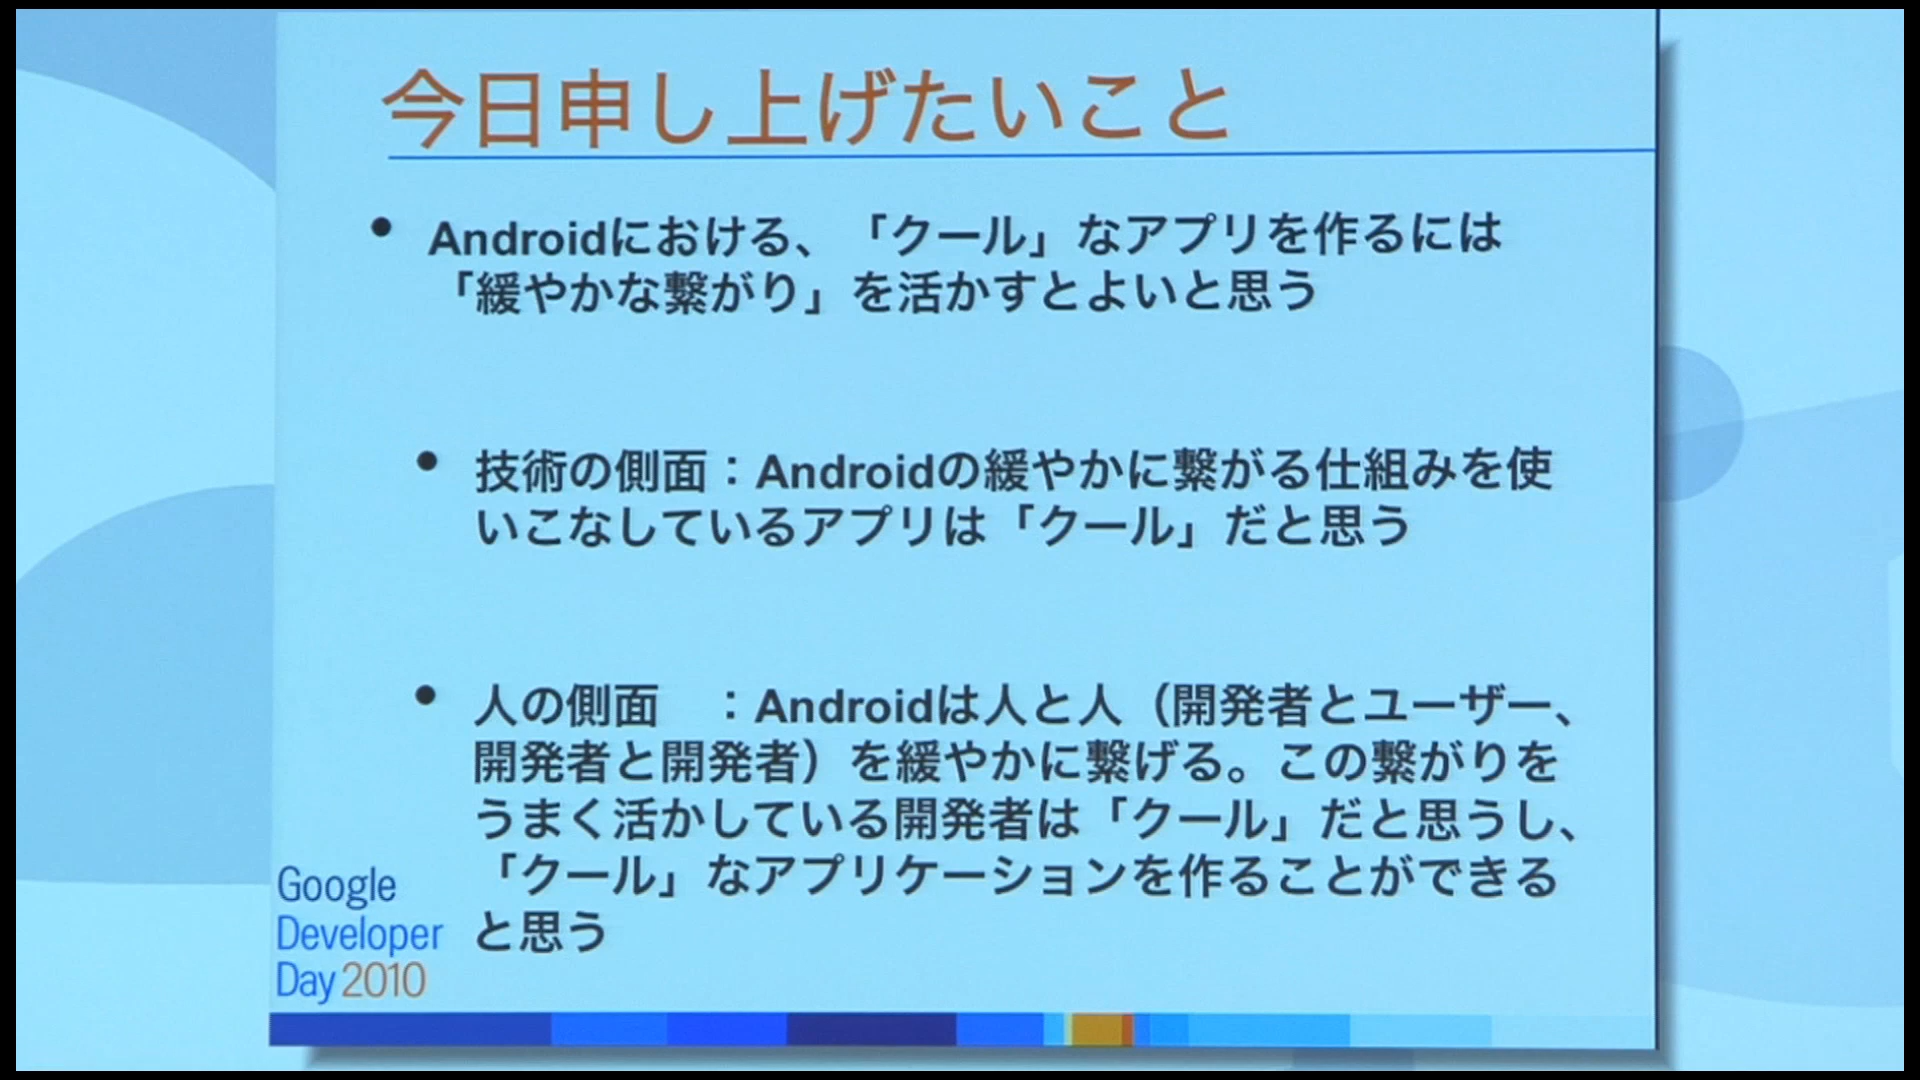 今日申し上げたいこと
• Androidにおける、「クール」なアプリを作るには
「緩やかな繋がり」を活かすとよいと思う
• 技術の側面：Androidの緩やかに繋がる仕組みを使
いこなしているアプリは「クール」だと思う
• 人の側面　：Androidは人と人（開発者とユーザー、
開発者と開発者）を緩やかに繋げる。この繋がりを
うまく活かしている開発者は「クール」だと思うし、
「クール」なアプリケーションを作ることができる
と思う
Google
Developer
Day 2010